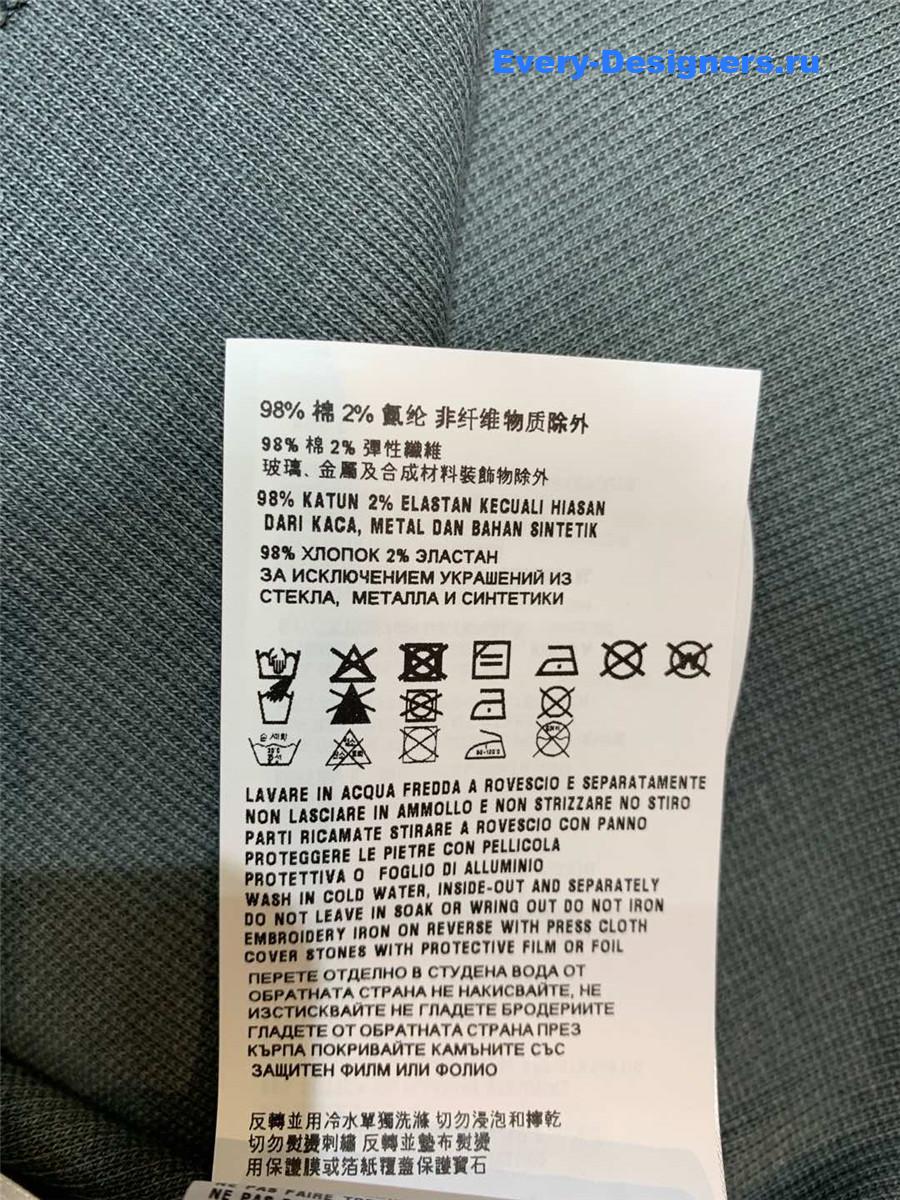 Every-Designers.ru
98% 棉 2% 氨纶 非纤维物质除外
98% 棉 2% 彈性纖維
玻璃、金屬及合成材料裝飾物除外
98% KATUN 2% ELASTAN KECUALI HIASAN
DARI KACA, METAL DAN BAHAN SINTETIK
98% ХЛОПОК 2% ЭЛАСТАН
ЗА ИСКЛЮЧЕНИЕМ УКРАШЕНИЙ ИЗ
СТЕКЛА, МЕТАЛЛА И СИНТЕТИКИ
W
LAVARE IN ACQUA FREDDA A ROVESCIO E SEPARATAMENTE
NON LASCIARE IN AMMOLLO E NON STRIZZARE NO STIRO
PARTI RICAMATE STIRARE A ROVESCIO CON PANNO
PROTEGGERE LE PIETRE CON PELLICOLA
PROTETTIVA O FOGLIO DI ALLUMINIO
WASH IN COLD WATER, INSIDE-OUT AND SEPARATELY
DO NOT LEAVE IN SOAK OR WRING OUT DO NOT IRON
EMBROIDERY IRON ON REVERSE WITH PRESS CLOTH
COVER STONES WITH PROTECTIVE FILM OR FOIL
ПЕРЕТЕ ОТДЕЛНО В СТУДЕНА ВОДА ОТ
ОБРАТНАТА СТРАНА НЕ НАКИСВАЙТЕ, НЕ
ИЗСТИСКВАЙТЕ НЕ ГЛАДЕТЕ БРОДЕРИИТЕ
ГЛАДЕТЕ ОТ ОБРАТНАТА СТРАНА ПРЕЗ
КЪРПА ПОКРИВАЙТЕ КАМЪНИТЕ СЪС
ЗАЩИТЕН ФИЛМ ИЛИ ФОЛИО
反轉並用冷水單獨洗滌 切勿浸泡和擰乾
切勿熨燙刺繡 反轉並墊布熨燙
用保護膜或箔紙覆蓋保護寶石
NE PAS FAIRE
NE PAS